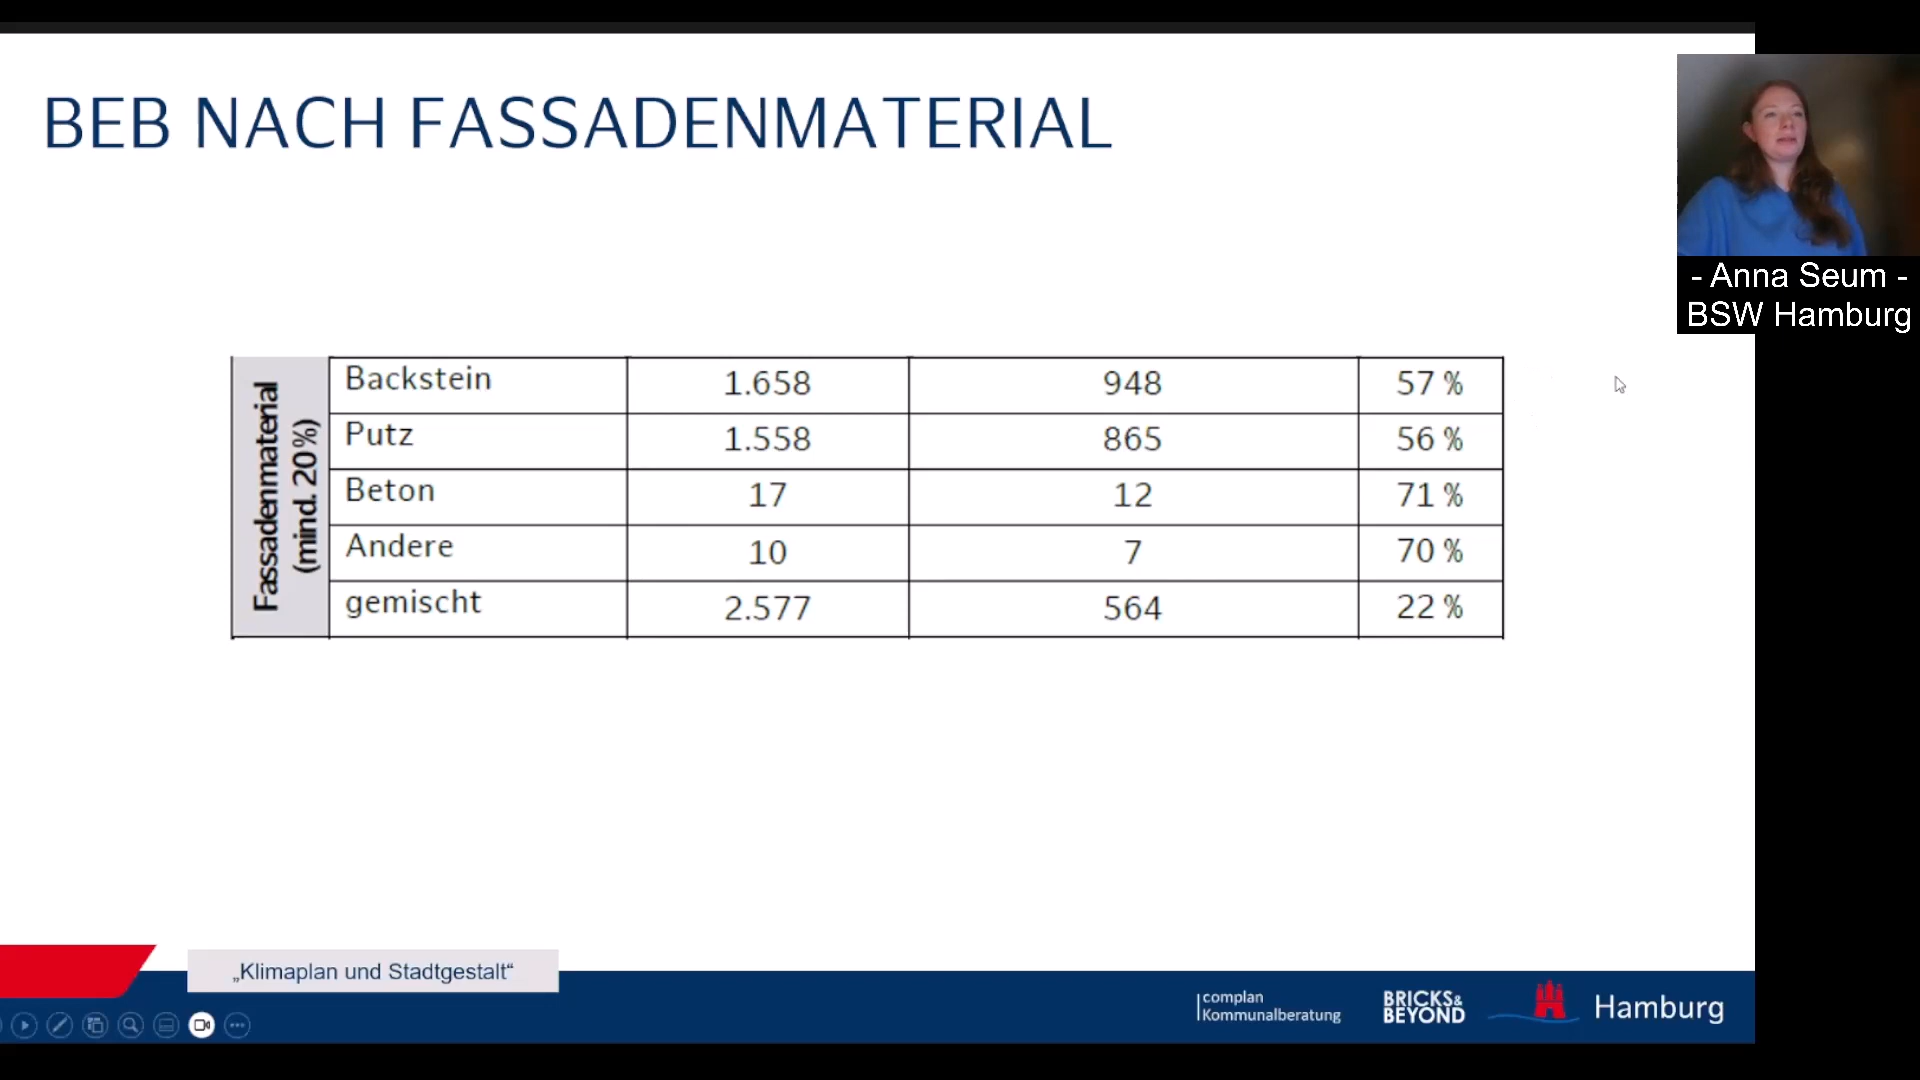 BEB NACH FASSADENMATERIAL
- Anna Seum -
BSW Hamburg
Fassadenmaterial
(mind. 20%)
Backstein 1.658 948 57 %
Putz 1.558 865 56 %
Beton 17 12 71 %
Andere 10 7 70 %
gemischt 2.577 564 22 %
„Klimaplan und Stadtgestalt“
complan
Kommunalberatung
BRICKS&
BEYOND
Hamburg